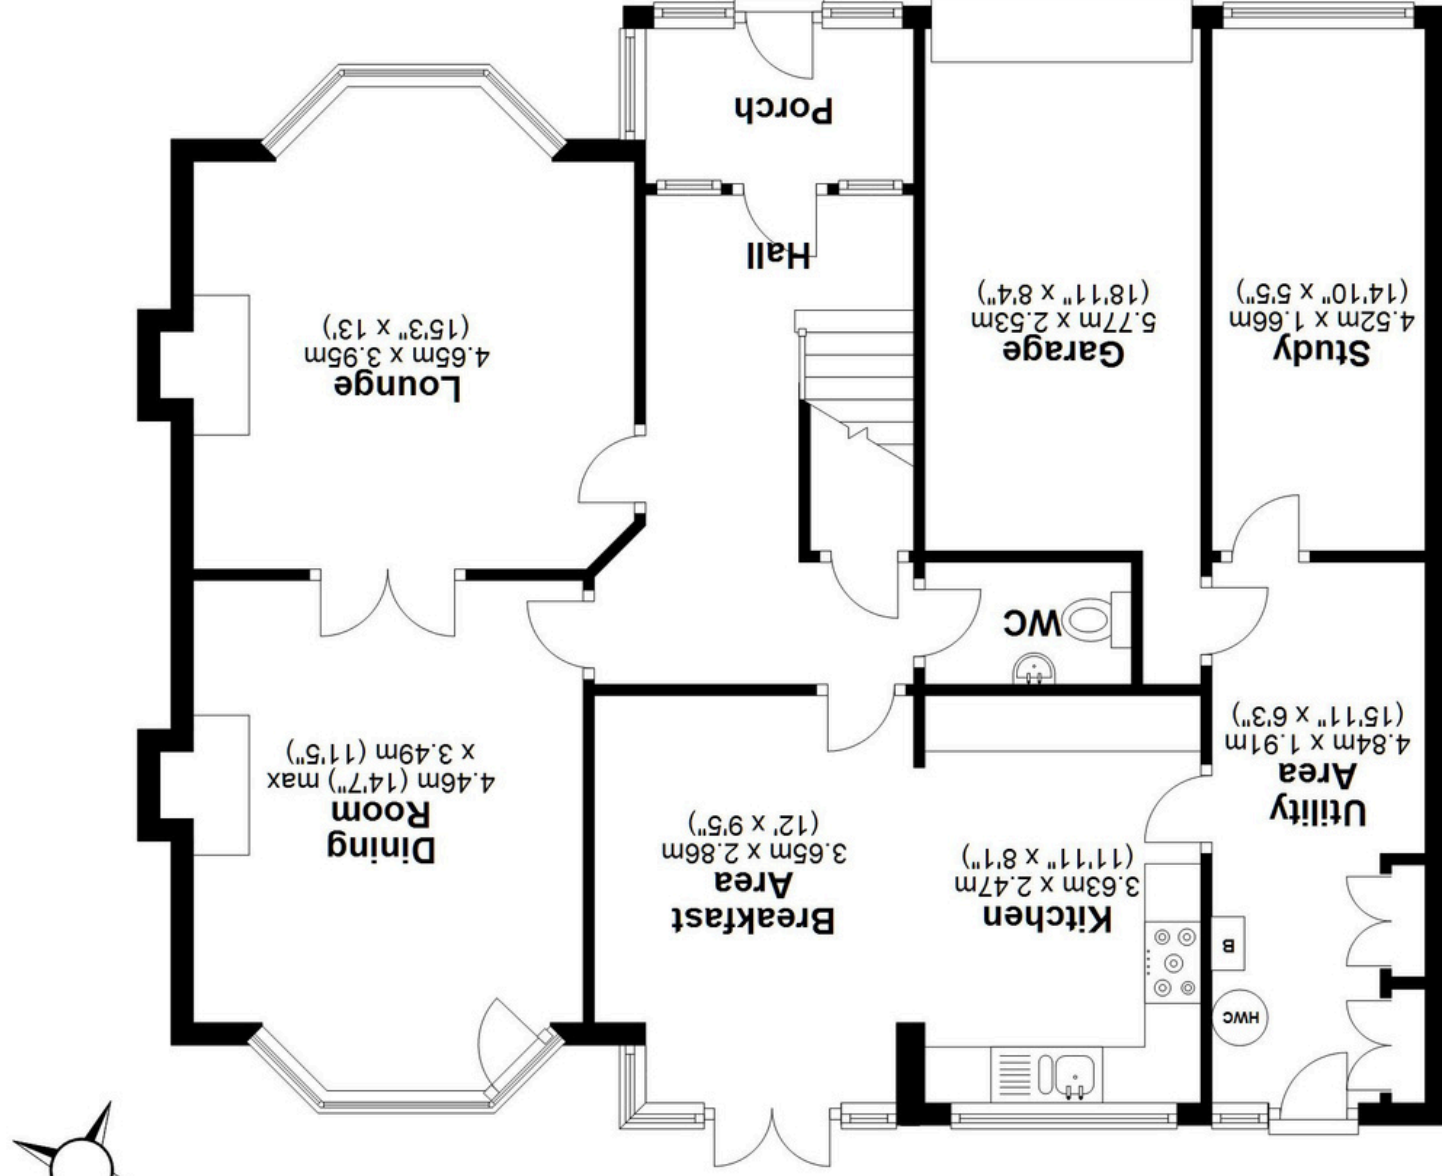 Utility
Area
4.84m x 1.91m
(15'11" x 6'3")
HWC
B
Kitchen
3.63m x 2.47m
(11'11" x 8'1")
Breakfast
Area
3.65m x 2.86m
(12' x 9'5")
Dining
Room
4.46m (14'7") max
x 3.49m (11'5")
WC
Study
4.52m x 1.66m
(14'10" x 5'5")
Garage
5.77m x 2.53m
(18'11" x 8'4")
Lounge
4.65m x 3.95m
(15'3" x 13')
Hall
Porch